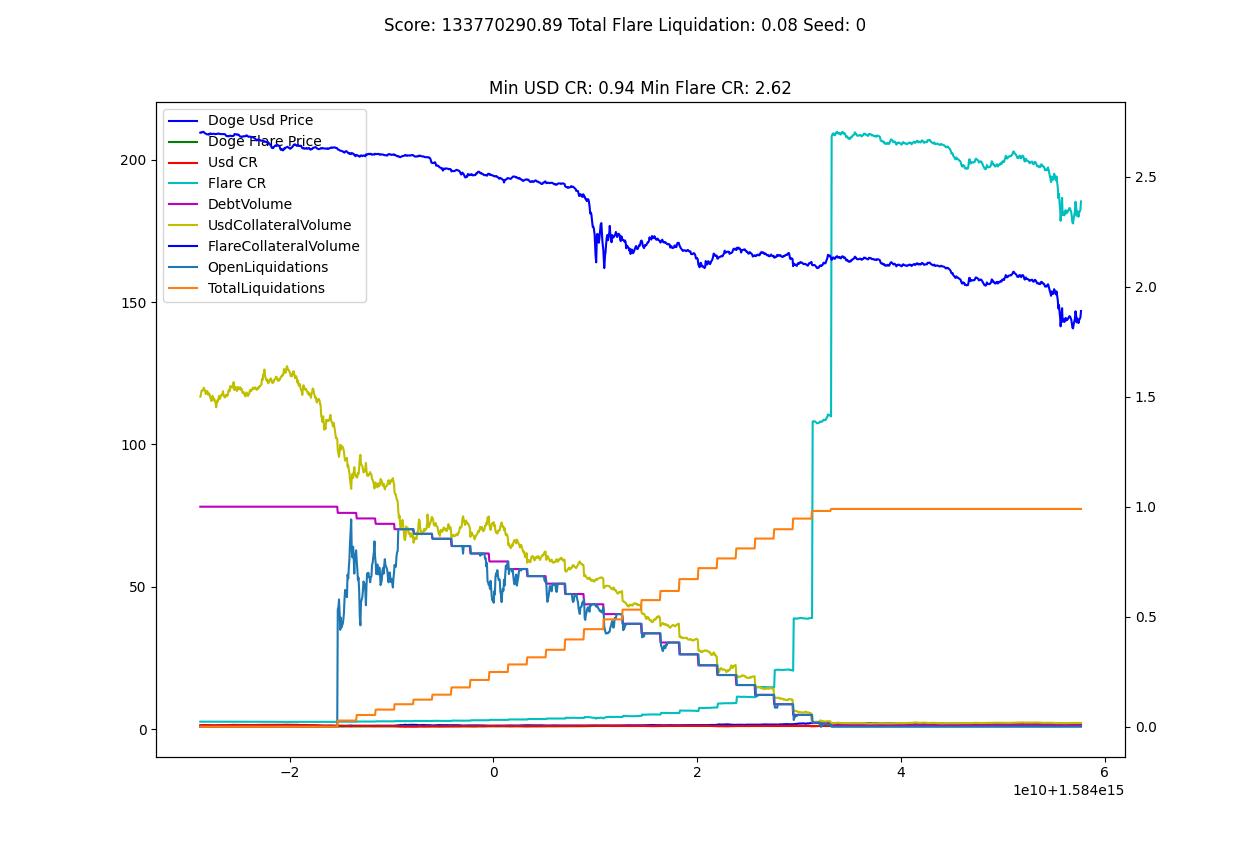 Score: 133770290.89 Total Flare Liquidation: 0.08 Seed: 0
Min USD CR: 0.94 Min Flare CR: 2.62
Doge Usd Price
Doge Flare Price
Usd CR
Flare CR
DebtVolume
UsdCollateralVolume
FlareCollateralVolume
OpenLiquidations
TotalLiquidations
200
150
100
50
0
2.5
2.0
1.5
1.0
0.5
0.0
−2
0
2
4
6
1e10+1.584e15